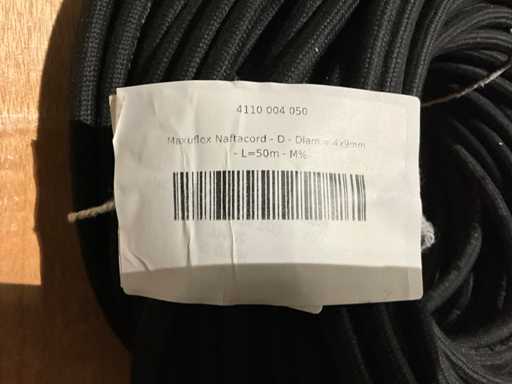 4110 004 050
Maxuflex Naftacord - D - Diam = 4x9mm
- L=50m - M%